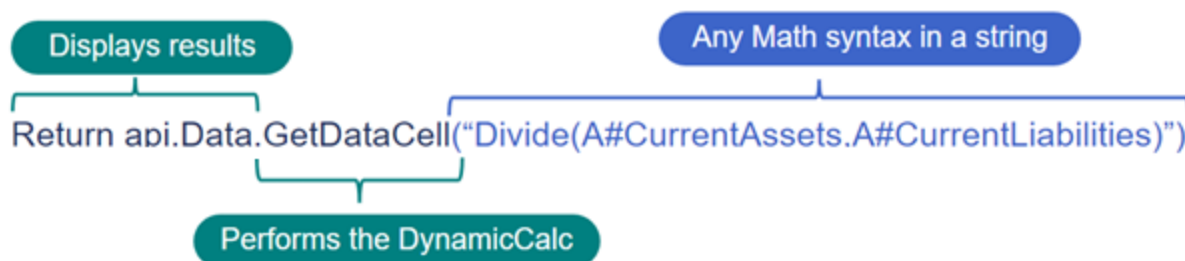 Displays results
Any Math syntax in a string
Return api.Data.GetDataCell(“Divide(A#CurrentAssets.A#CurrentLiabilities)”)
Performs the DynamicCalc